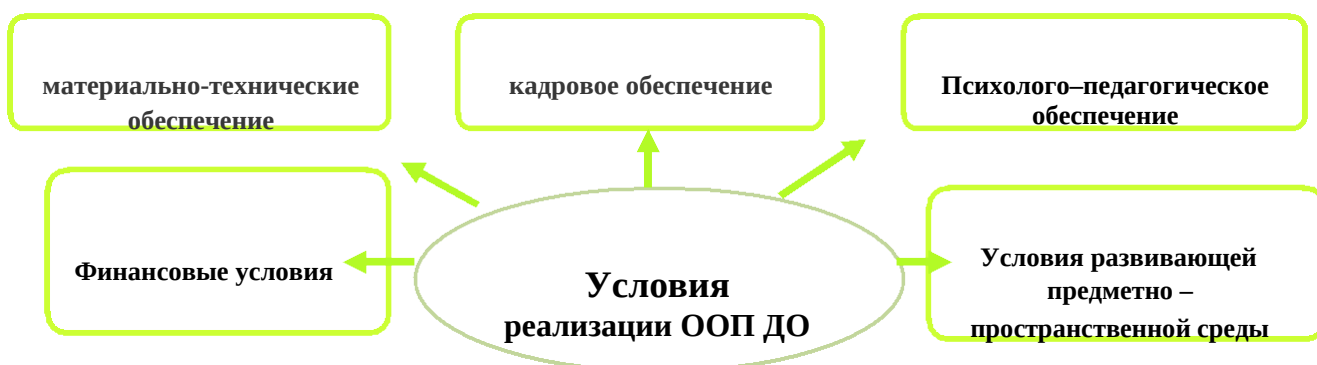 материально-технические
обеспечение
кадровое обеспечение
Психолого–педагогическое
обеспечение
Финансовые условия
Условия
реализации ООП ДО
Условия развивающей
предметно –
пространственной среды